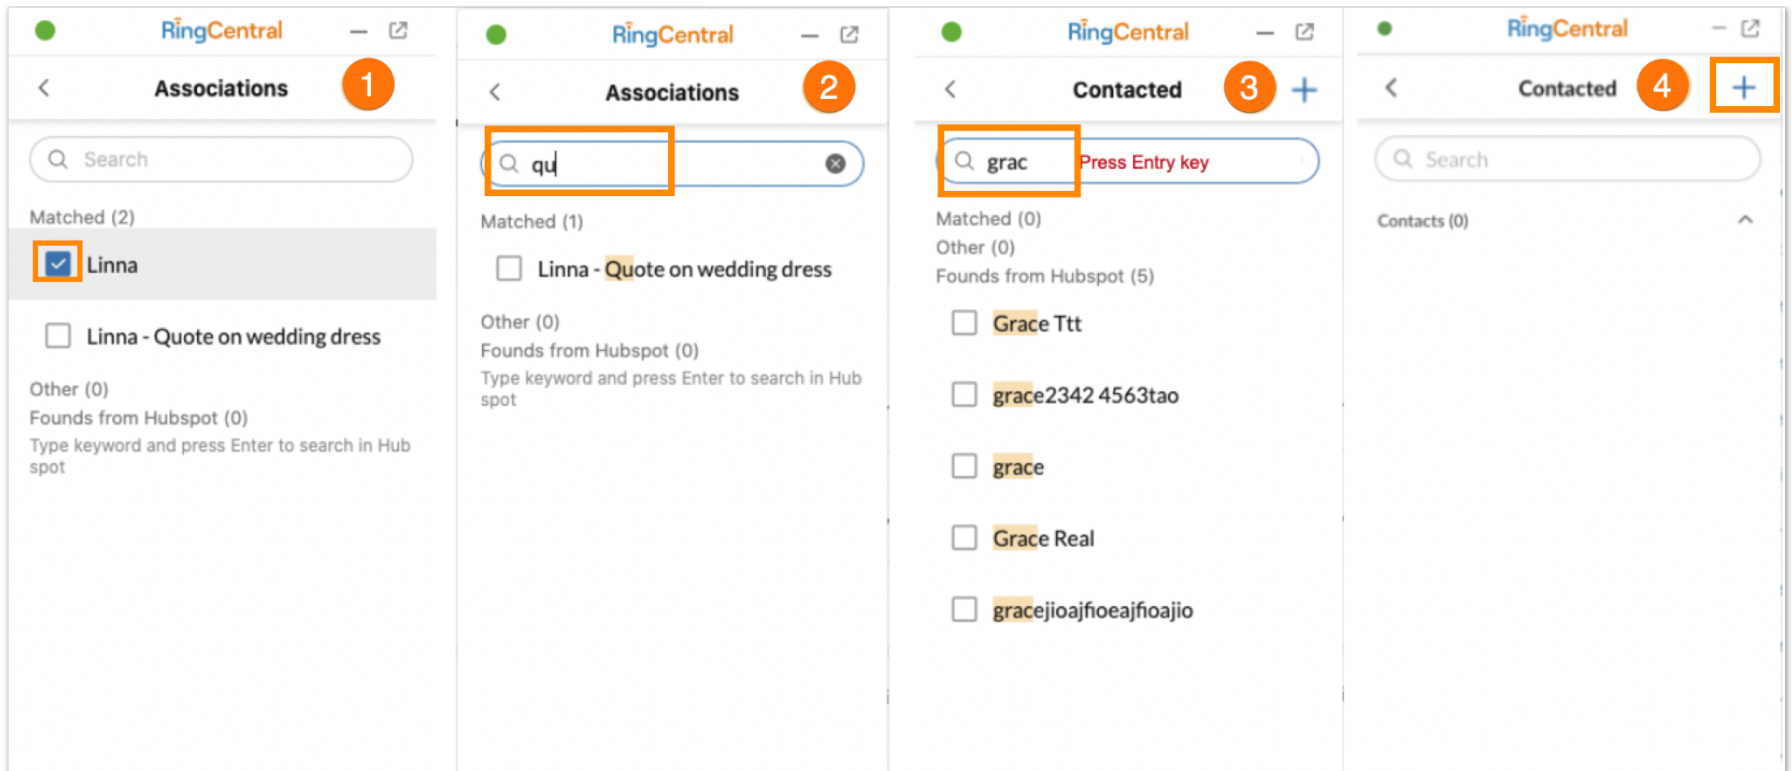 RingCentral
Associations
1
Search
Matched (2)
Linna
Linna - Quote on wedding dress
Other (0)
Founds from Hubspot (0)
Type keyword and press Enter to search in Hub
spot
RingCentral
Associations
2
qu
Matched (1)
Linna - Quote on wedding dress
Other (0)
Founds from Hubspot (0)
Type keyword and press Enter to search in Hub
spot
RingCentral
Contacted
3
grac Press Entry key
Matched (0)
Other (0)
Founds from Hubspot (5)
Grace Ttt
grace2342 4563tao
grace
Grace Real
gracejioajfioeajfioajio
RingCentral
Contacted
4
Search
Contacts (0)